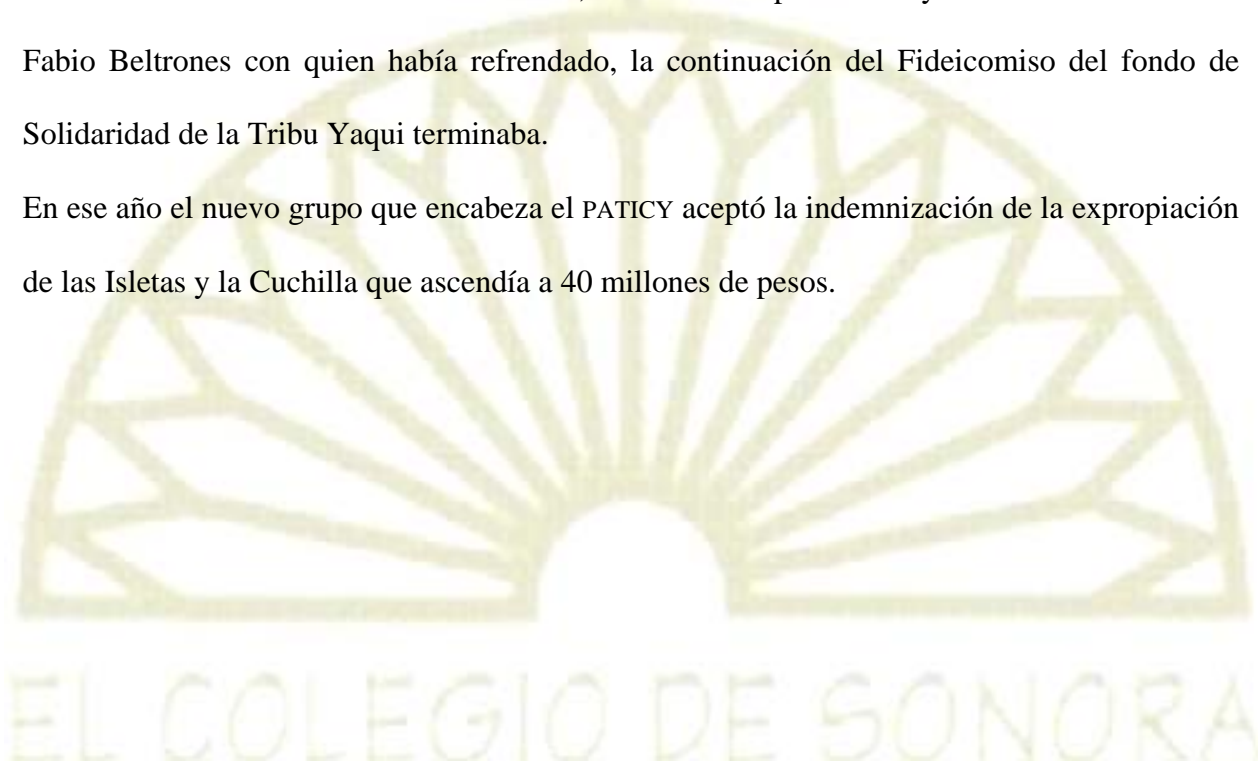 Fabio Beltrones con quien había refrendado, la continuación del Fideicomiso del fondo de
Solidaridad de la Tribu Yaqui terminaba.
En ese año el nuevo grupo que encabeza el PATICY aceptó la indemnización de la expropiación
de las Isletas y la Cuchilla que ascendía a 40 millones de pesos.
EL COLEGIO DE SONORA